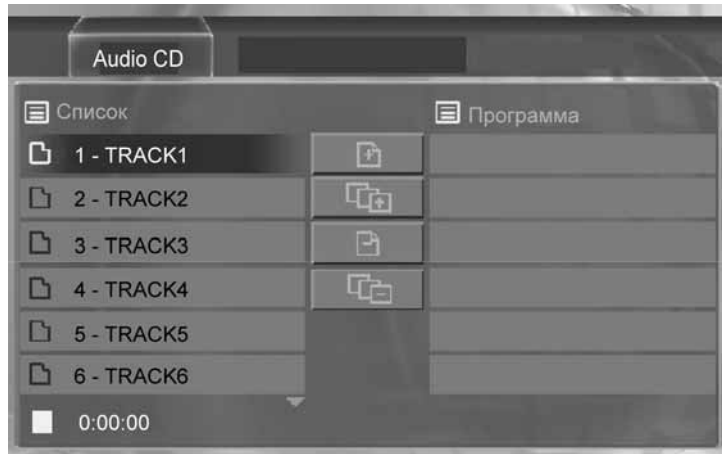 Audio CD
Список
Программа
1 - TRACK1
2 - TRACK2
3 - TRACK3
4 - TRACK4
5 - TRACK5
6 - TRACK6
0:00:00